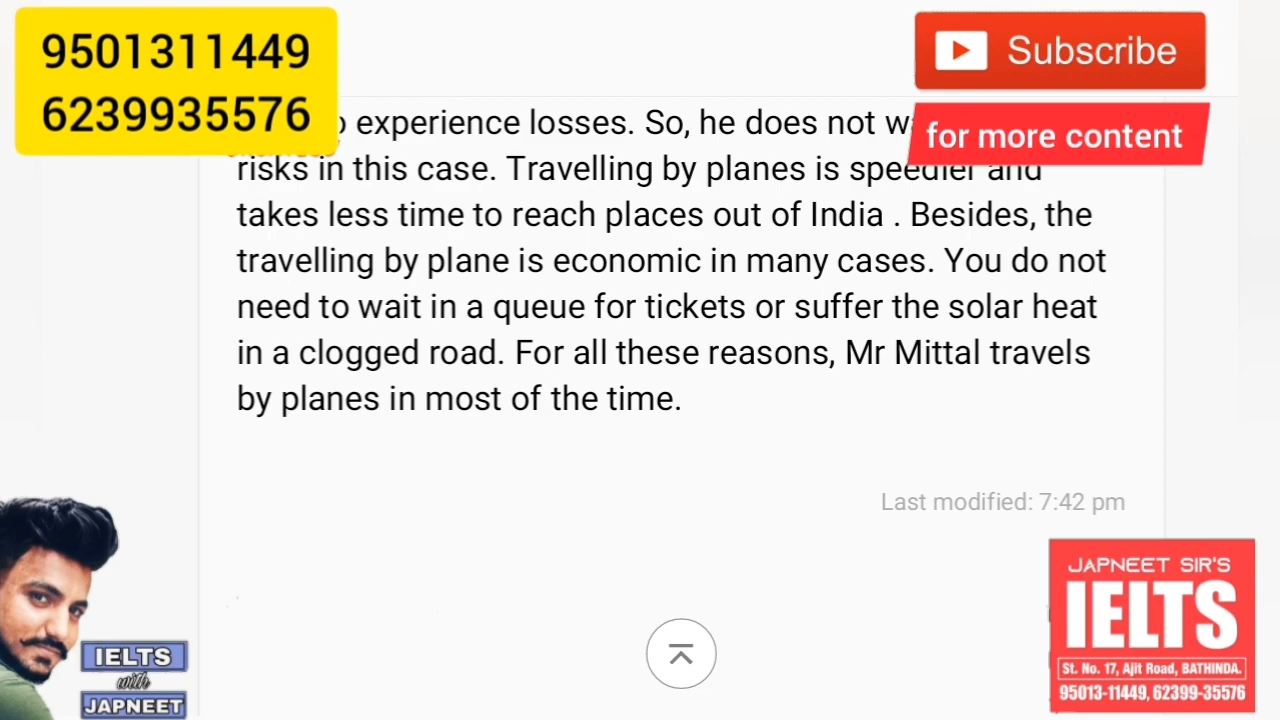 9501311449
6239935576
Subscribe
for more content
experience losses. So, he does not
risks in this case. Travelling by planes is speedier and
takes less time to reach places out of India . Besides, the
travelling by plane is economic in many cases. You do not
need to wait in a queue for tickets or suffer the solar heat
in a clogged road. For all these reasons, Mr Mittal travels
by planes in most of the time.
Last modified: 7:42 pm
IELTS
with
JAPNEET
JAPNEET SIR'S
IELTS
St. No. 17, Ajit Road, BATHINDA.
95013-11449, 62399-35576